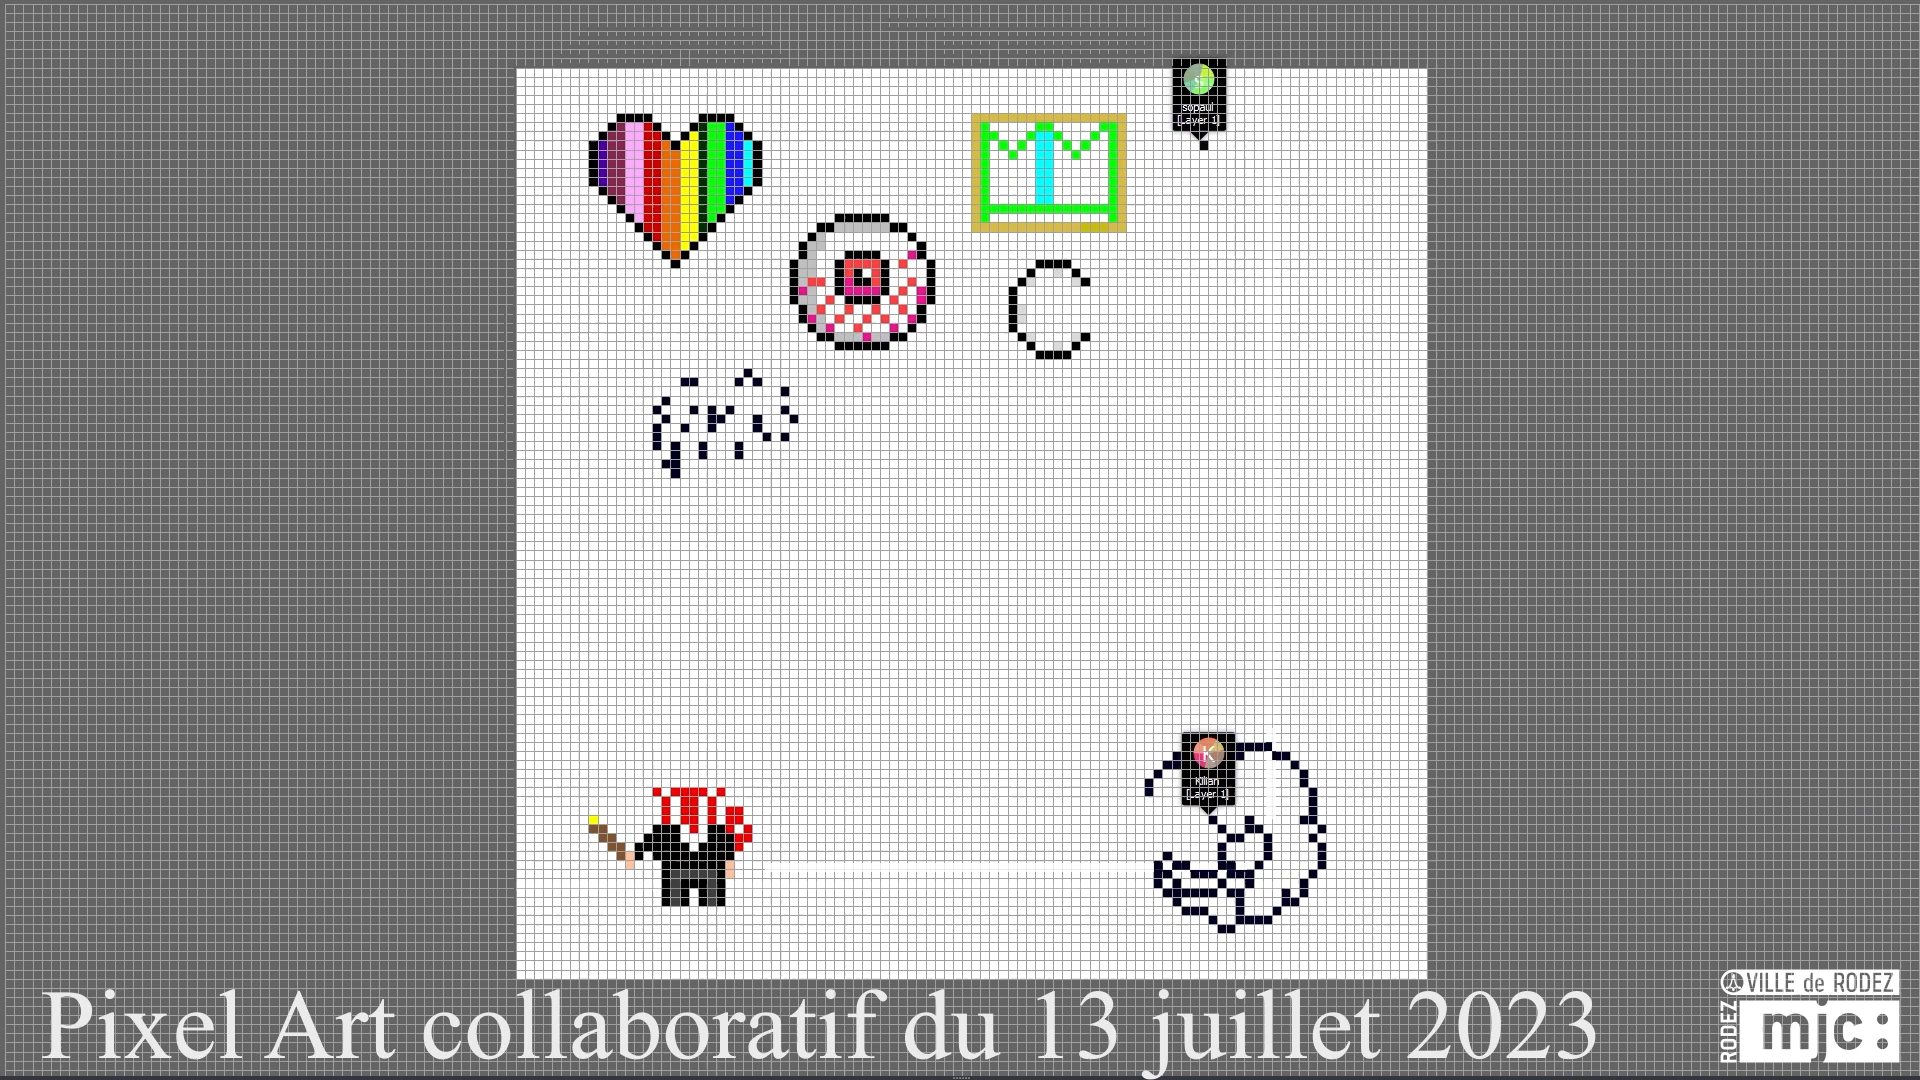 sopaul
[Layer 1]
Kilian
[Layer 1]
Pixel Art collaboratif du 13 juillet 2023
VILLE de RODEZ
RODEZ
mjc: